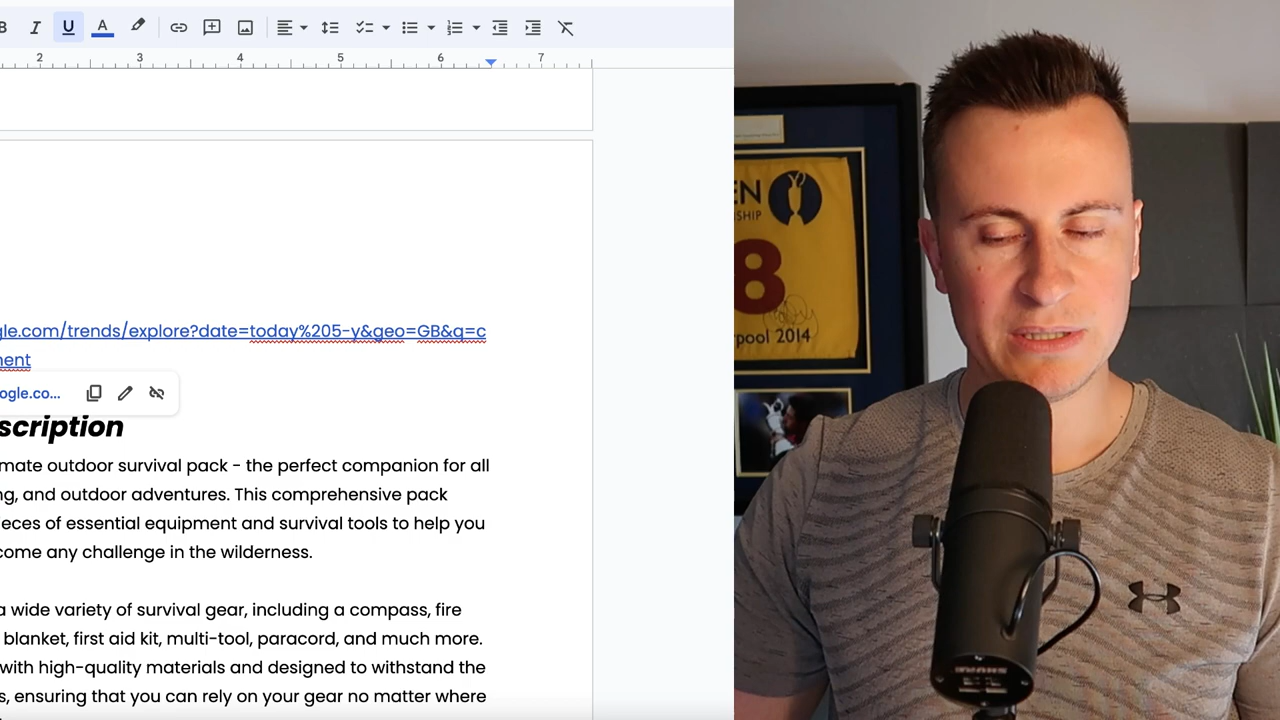 B I U A
2 3 4 5 6 7
gle.com/trends/explore?date=today%205-y&geo=GB&q=c
ment
ogle.co...
scription
mate outdoor survival pack - the perfect companion for all
ng, and outdoor adventures. This comprehensive pack
ieces of essential equipment and survival tools to help you
come any challenge in the wilderness.
a wide variety of survival gear, including a compass, fire
blanket, first aid kit, multi-tool, paracord, and much more.
with high-quality materials and designed to withstand the
s, ensuring that you can rely on your gear no matter where
EN
SHIP
8
pool 2014